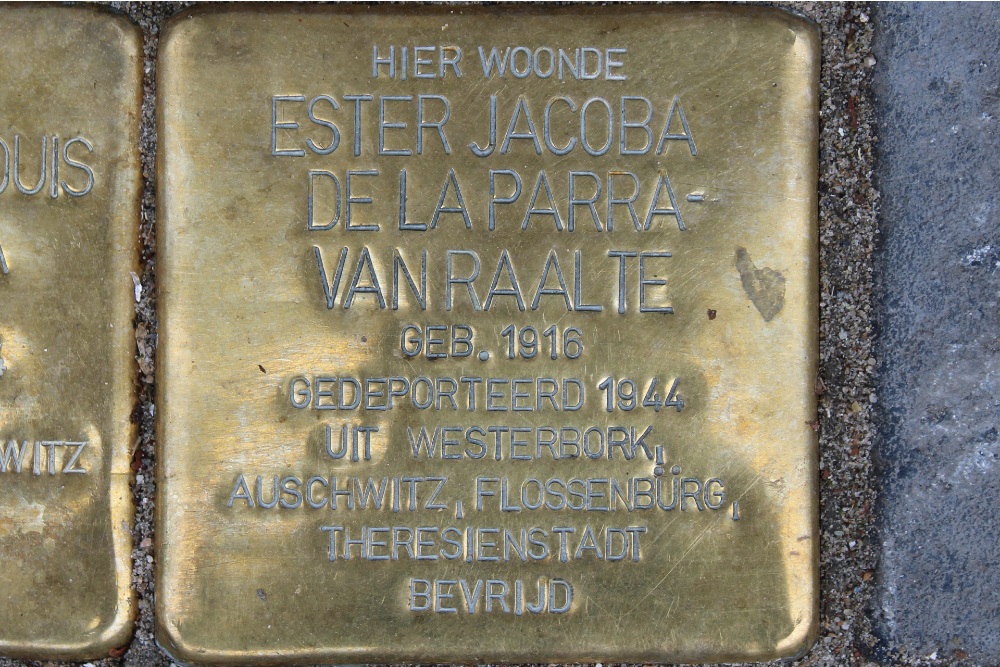 HIER WOONDE
ESTER JACOBA
DE LA PARRA-
VAN RAALTE
GEB. 1916
GEDEPORTEERD 1944
UIT WESTERBORK,
AUSCHWITZ, FLOSSENBÜRG,
THERESIENSTADT
BEVRIJD